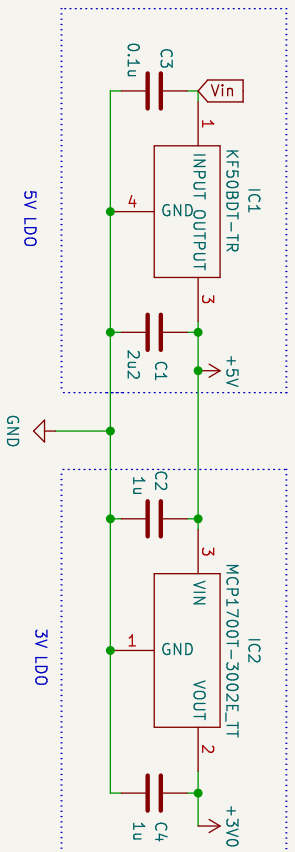 Vin
C3
0.1u
1
IC1
KF50BDT-TR
INPUT OUTPUT
GND
4
3
C1
2u2
+5V
5V LDO
GND
C2
1u
3
IC2
MCP1700T-3002E_TT
VIN
GND
1
VOUT
2
C4
1u
+3V0
3V LDO